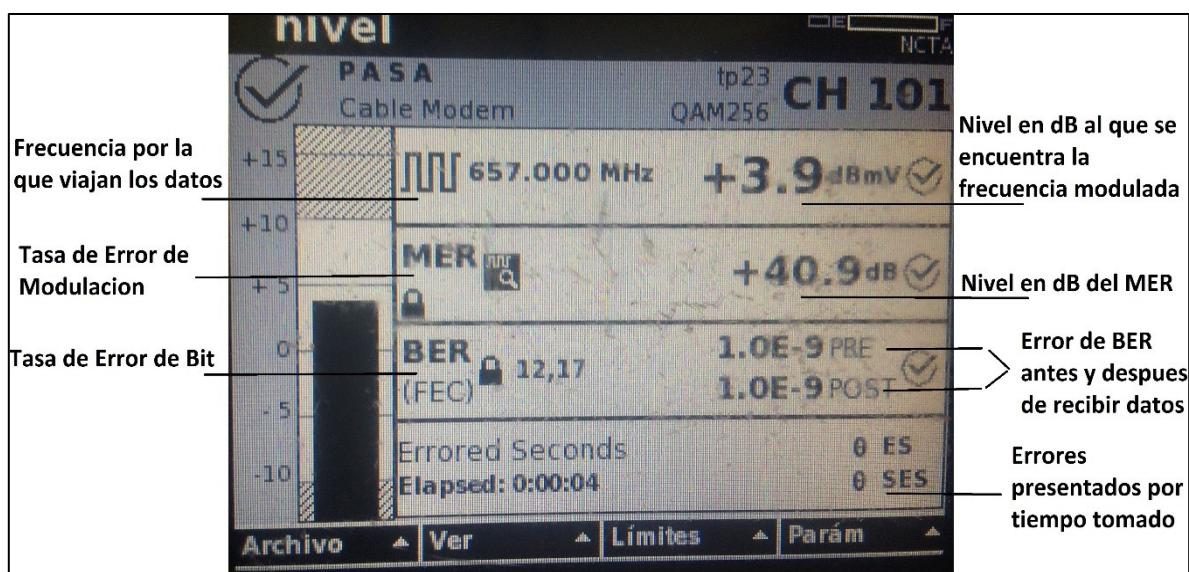 nivel
E F
NCTA
PASA
Cable Modem
tp23
QAM256
CH 101
+15
+10
+ 5
0
- 5
-10
657.000 MHz
+3.9 dBmV
MER
+40.9 dB
BER
(FEC)
12,17
1.0E-9 PRE
1.0E-9 POST
Errored Seconds
Elapsed: 0:00:04
0 ES
0 SES
Archivo
Ver
Límites
Parám
Frecuencia por la
que viajan los datos
Tasa de Error de
Modulacion
Tasa de Error de Bit
Nivel en dB al que se
encuentra la
frecuencia modulada
Nivel en dB del MER
Error de BER
antes y despues
de recibir datos
Errores
presentados por
tiempo tomado